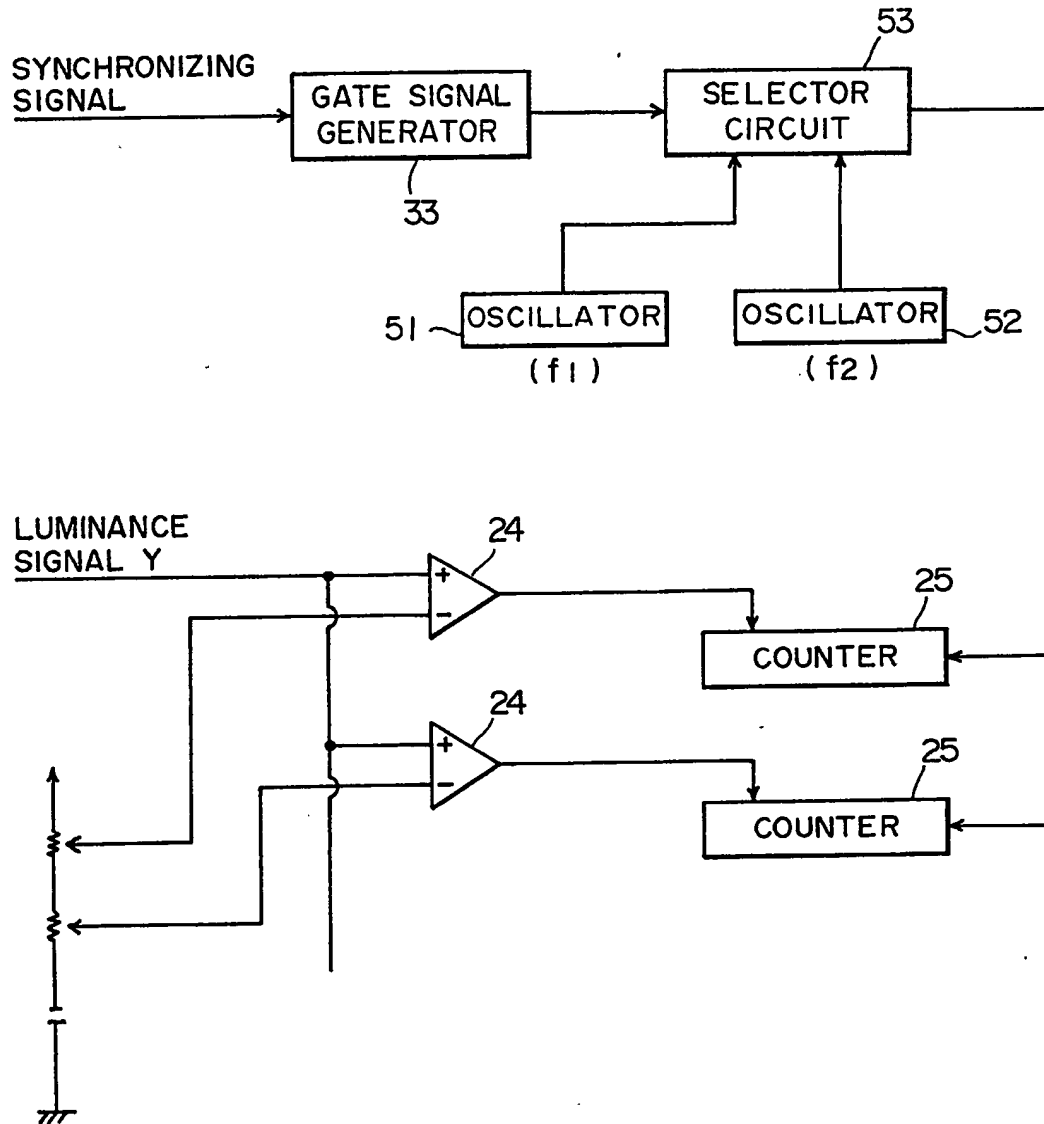 53
SYNCHRONIZING
SIGNAL
GATE SIGNAL
GENERATOR
SELECTOR
CIRCUIT
33
51
OSCILLATOR
OSCILLATOR
52
(f1)
(f2)
LUMINANCE
SIGNAL Y
24
+
−
25
COUNTER
24
+
−
25
COUNTER